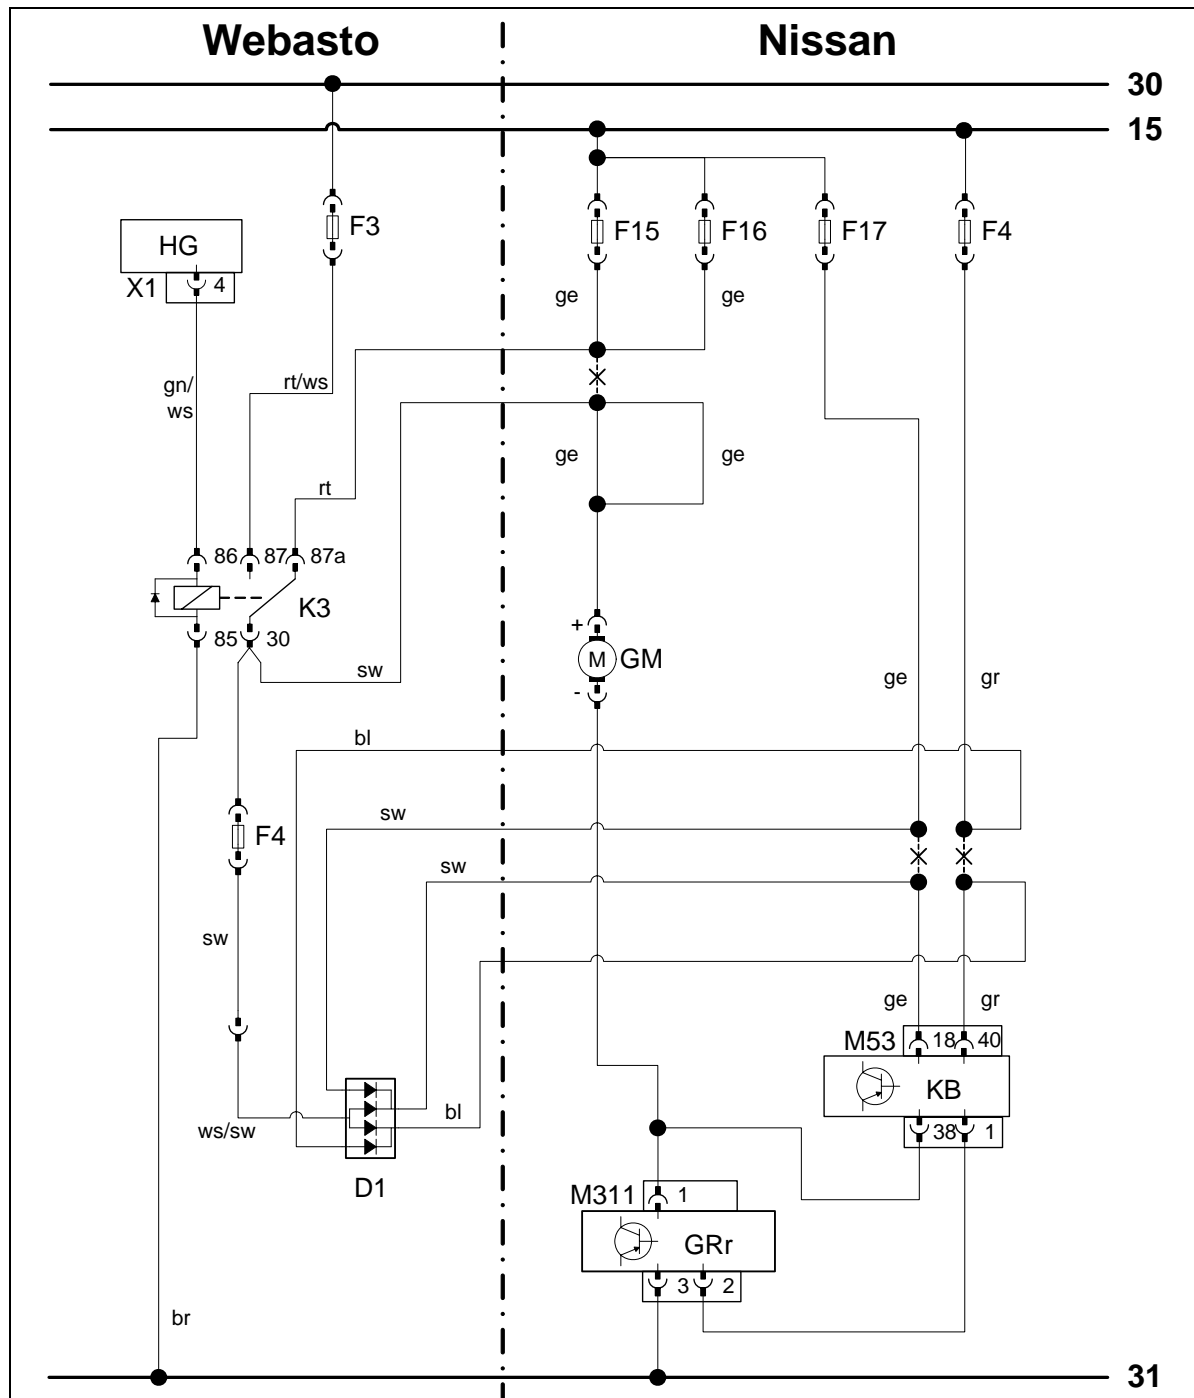 Webasto
Nissan
30
15
F3
F15
F16
F17
F4
HG
X1
4
ge
ge
gn/
ws
rt/ws
ge
ge
rt
86
87
87a
K3
85
30
+
M
GM
-
sw
ge
gr
bl
sw
F4
sw
sw
ge
gr
M53
18
40
KB
38
1
ws/sw
bl
D1
M311
1
GRr
3
2
br
31